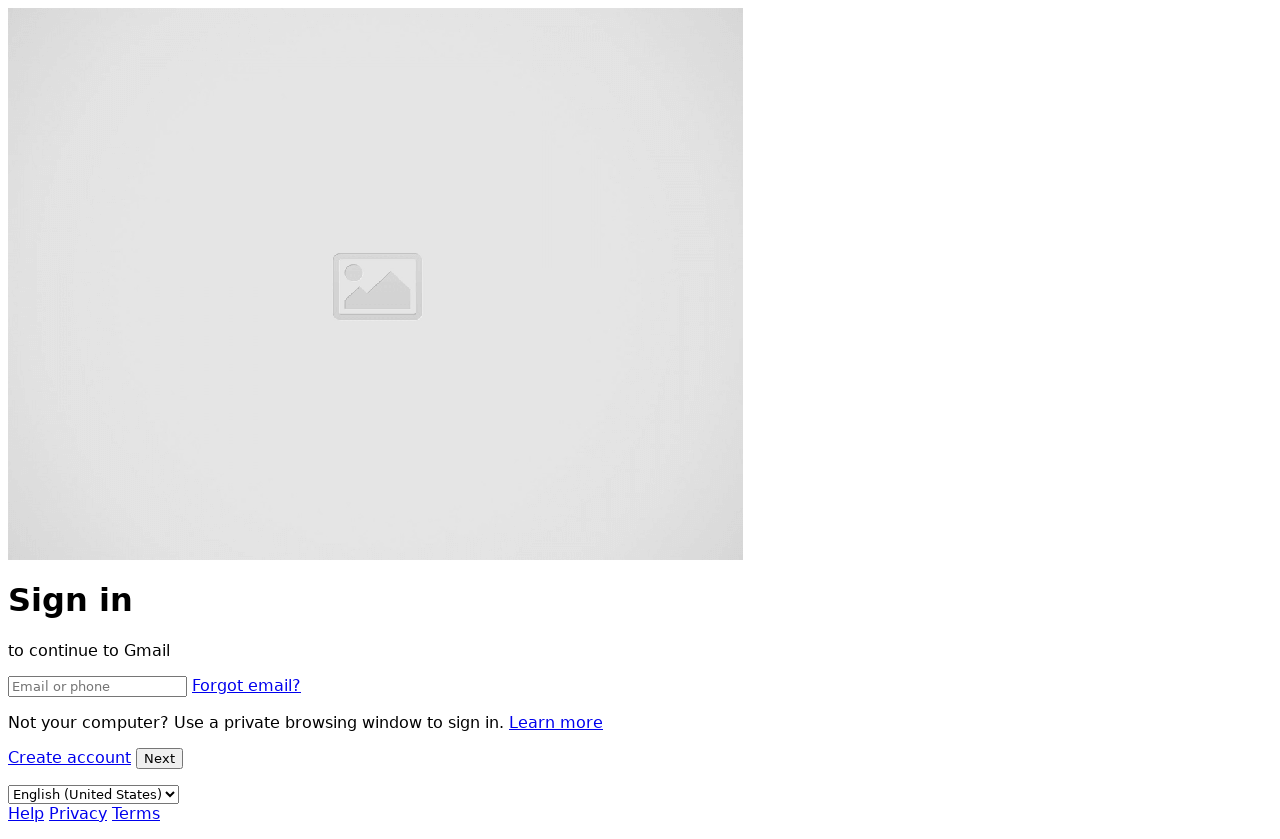 Sign in
to continue to Gmail
Email or phone Forgot email?
Not your computer? Use a private browsing window to sign in. Learn more
Create account Next
English (United States)
Help Privacy Terms